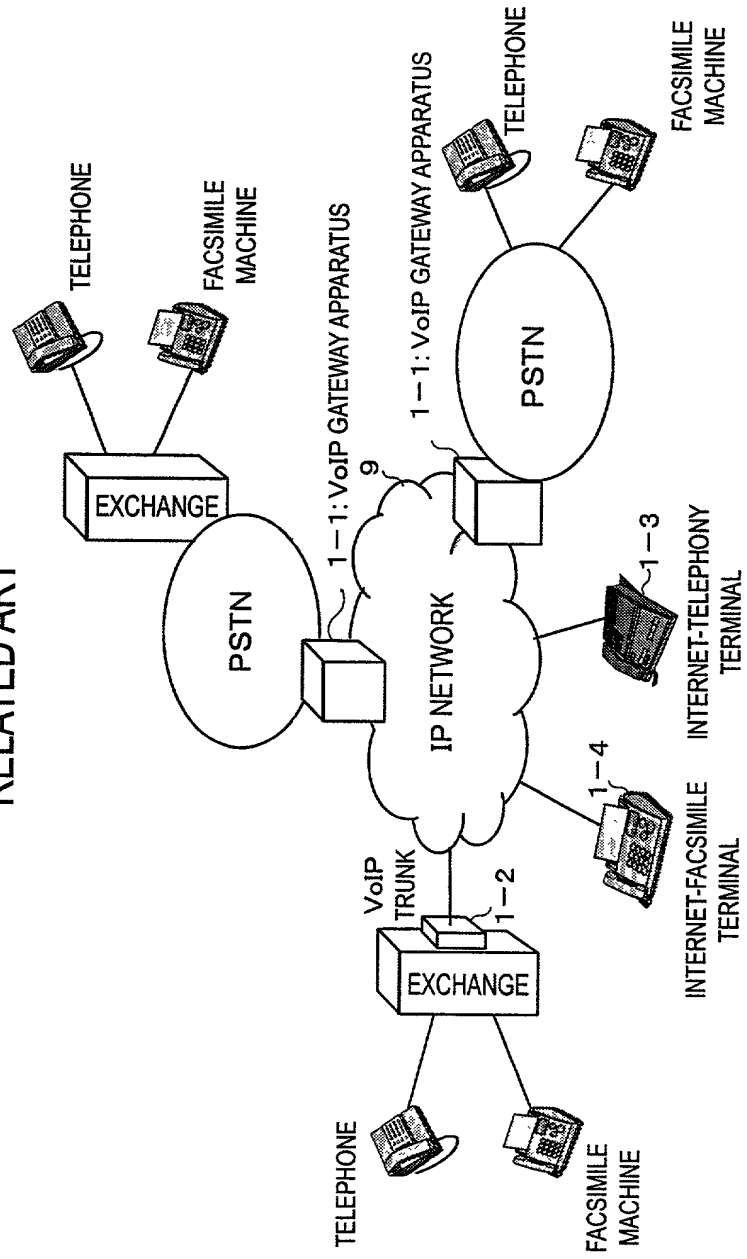 RELATED ART
TELEPHONE
FACSIMILE
MACHINE
EXCHANGE
PSTN
1-1: VoIP GATEWAY APPARATUS
9
1-1: VoIP GATEWAY APPARATUS
TELEPHONE
FACSIMILE
MACHINE
PSTN
IP NETWORK
VoIP
TRUNK
1-2
EXCHANGE
TELEPHONE
FACSIMILE
MACHINE
1-4
INTERNET-FACSIMILE
TERMINAL
1-3
INTERNET-TELEPHONY
TERMINAL